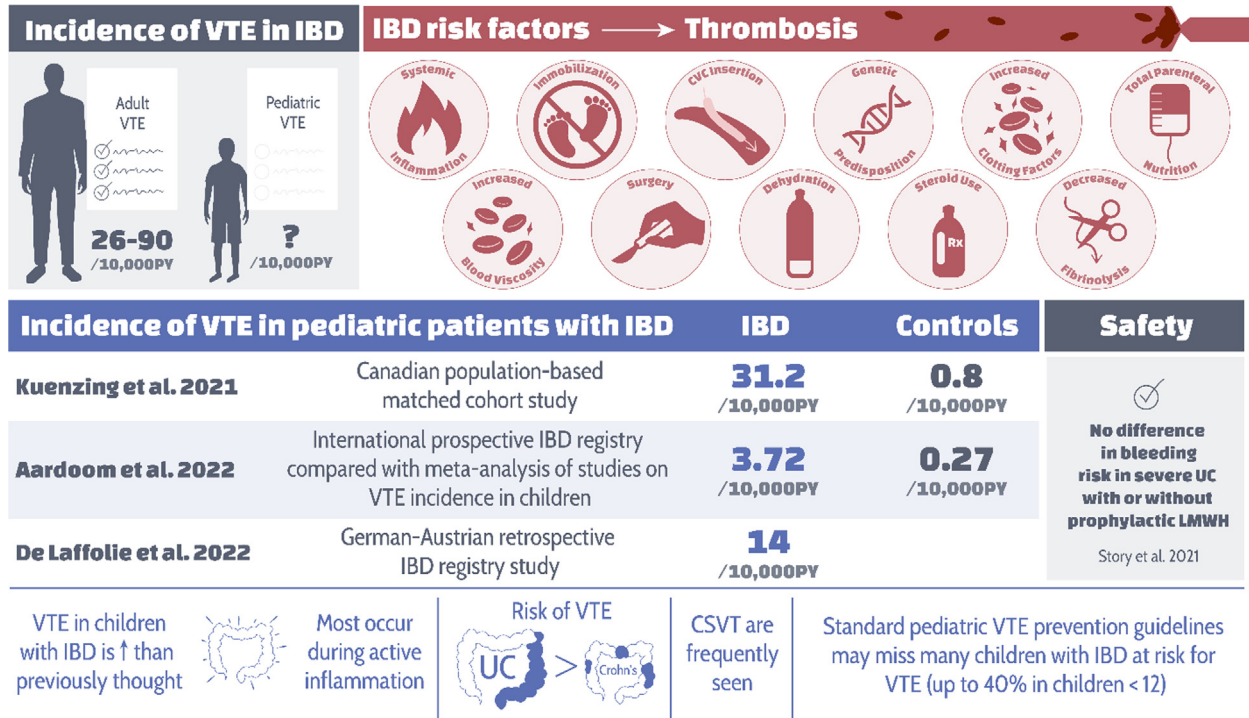 Incidence of VTE in IBD
Adult
VTE
26-90
/10,000PY
Pediatric
VTE
?
/10,000PY
IBD risk factors
Thrombosis
Systemic
Inflammation
Immobilization
CVC Insertion
Genetic
Predisposition
Increased
Clotting Factors
Total Parenteral
Nutrition
Increased
Blood Viscosity
Surgery
Dehydration
Steroid Use
Rx
Decreased
Fibrinolysis
Incidence of VTE in pediatric patients with IBD
IBD
Controls
Kuenzing et al. 2021
Canadian population-based
matched cohort study
31.2
/10,000PY
0.8
/10,000PY
Aardoom et al. 2022
International prospective IBD registry
compared with meta-analysis of studies on
VTE incidence in children
3.72
/10,000PY
0.27
/10,000PY
De Laffolie et al. 2022
German-Austrian retrospective
IBD registry study
14
/10,000PY
Safety
No difference
in bleeding
risk in severe UC
with or without
prophylactic LMWH
Story et al. 2021
VTE in children
with IBD is ↑ than
previously thought
Most occur
during active
inflammation
Risk of VTE
UC > Crohn's
CSVT are
frequently
seen
Standard pediatric VTE prevention guidelines
may miss many children with IBD at risk for
VTE (up to 40% in children < 12)